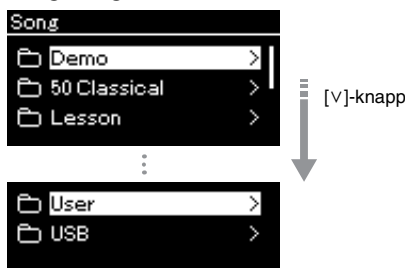 Song
Demo >
50 Classical >
Lesson >
[∨]-knapp
User >
USB >